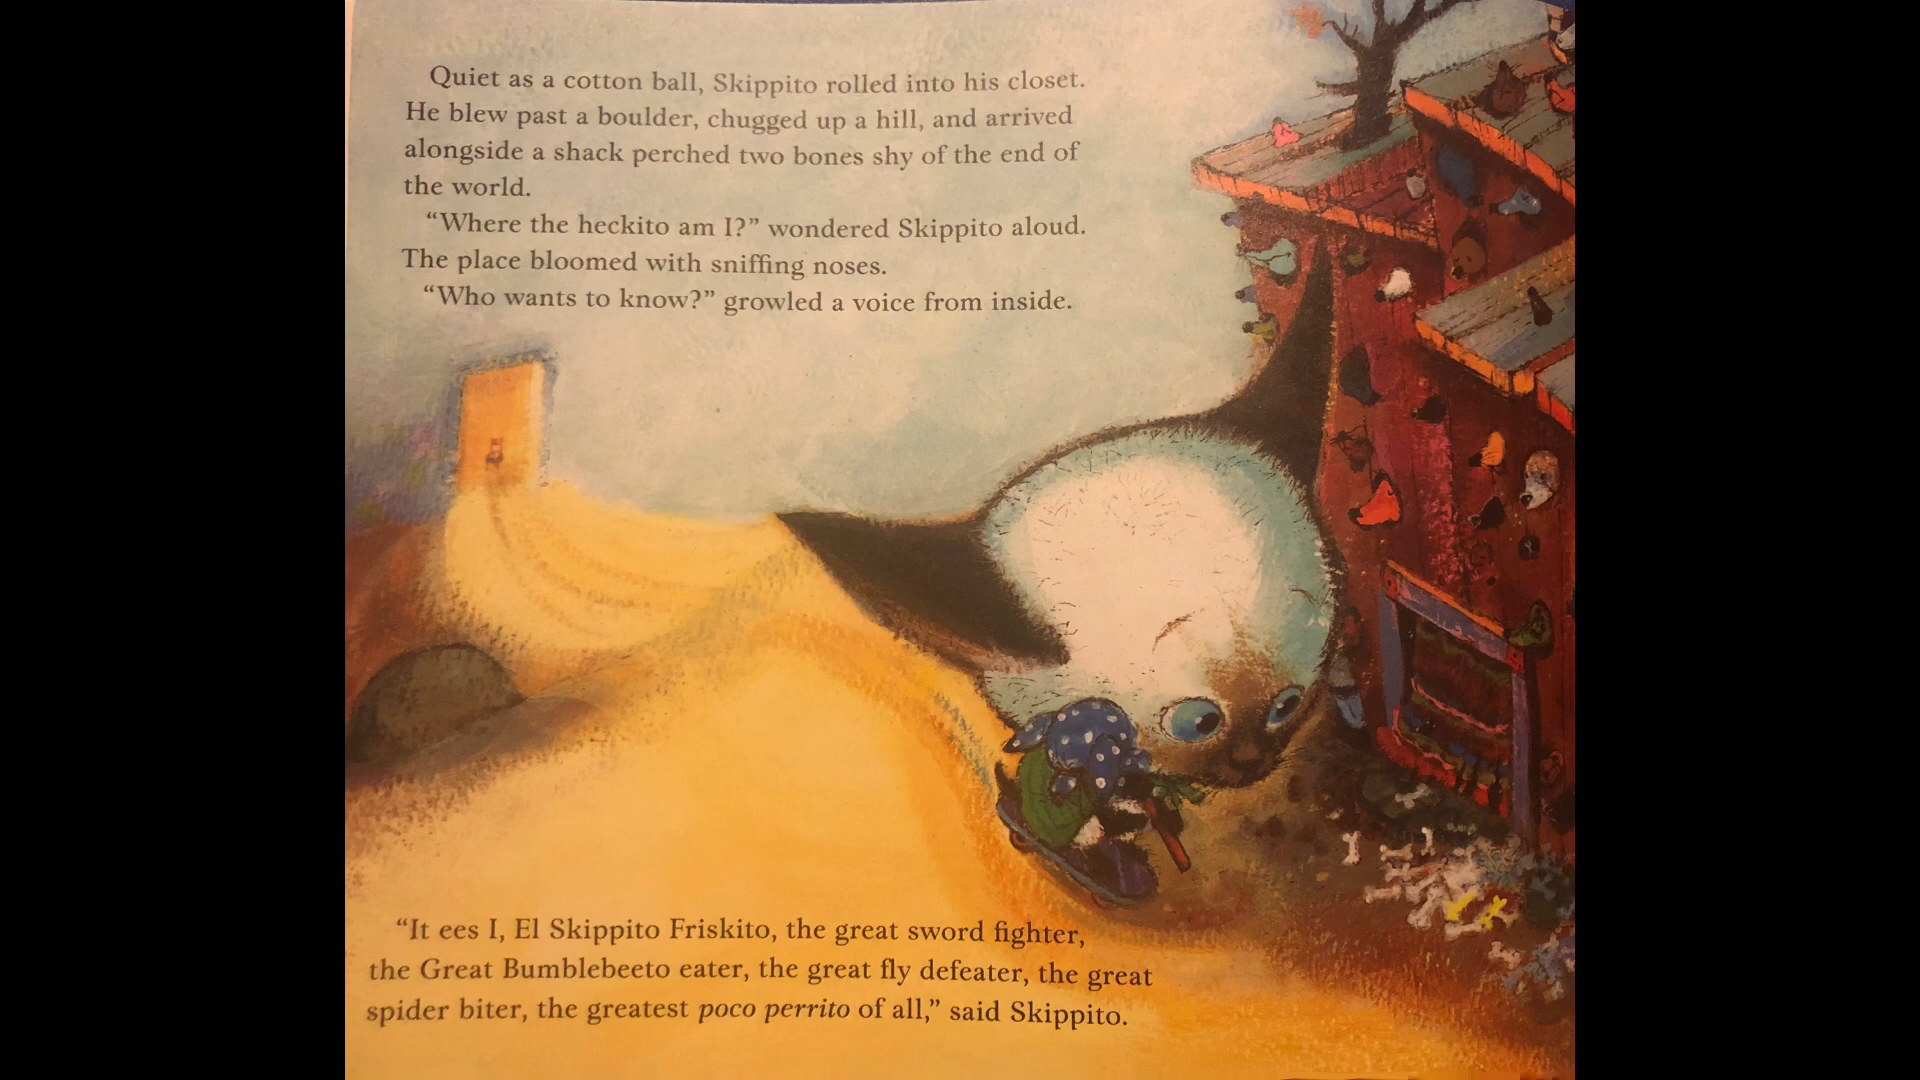 Quiet as a cotton ball, Skippito rolled into his closet.
He blew past a boulder, chugged up a hill, and arrived
alongside a shack perched two bones shy of the end of
the world.
“Where the heckito am I?” wondered Skippito aloud.
The place bloomed with sniffing noses.
“Who wants to know?” growled a voice from inside.
“It ees I, El Skippito Friskito, the great sword fighter,
the Great Bumblebeeto eater, the great fly defeater, the great
spider biter, the greatest poco perrito of all,” said Skippito.